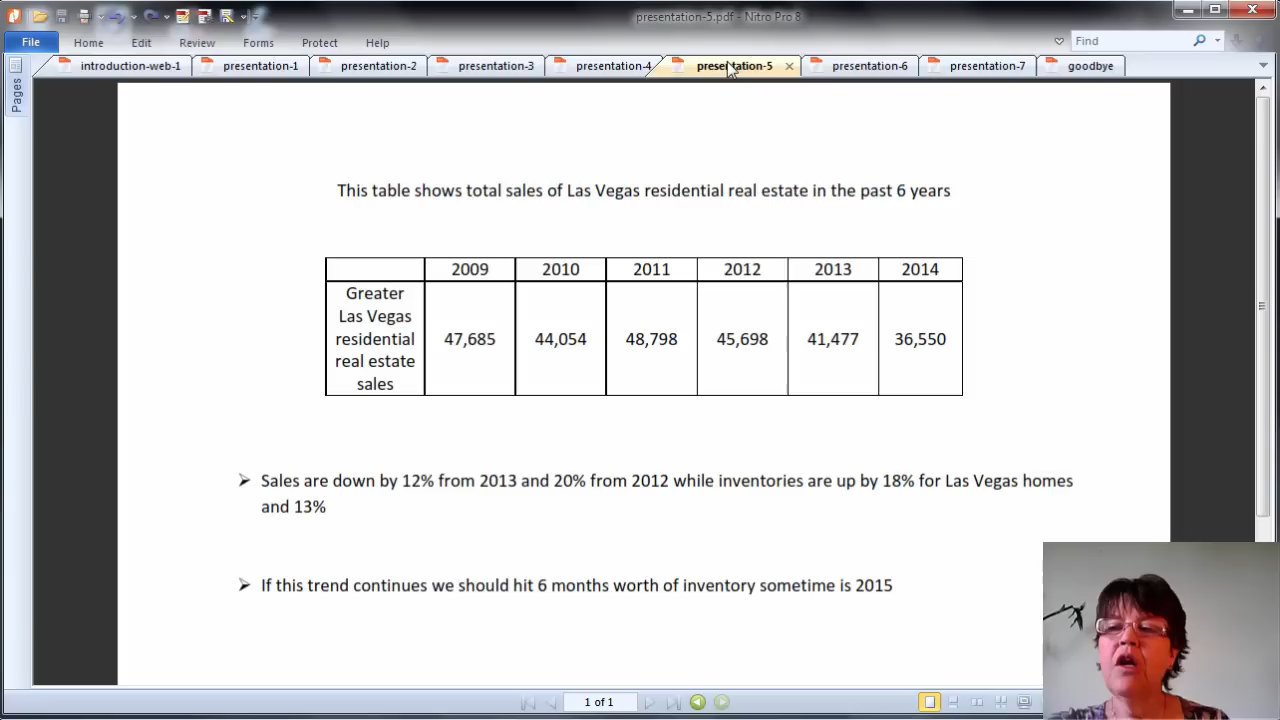 presentation-5.pdf - Nitro Pro 8
File Home Edit Review Forms Protect Help Find
introduction-web-1 presentation-1 presentation-2 presentation-3 presentation-4 presentation-5 presentation-6 presentation-7 goodbye
Pages
This table shows total sales of Las Vegas residential real estate in the past 6 years
2009 2010 2011 2012 2013 2014
Greater
Las Vegas
residential
real estate
sales
47,685 44,054 48,798 45,698 41,477 36,550
Sales are down by 12% from 2013 and 20% from 2012 while inventories are up by 18% for Las Vegas homes
and 13%
If this trend continues we should hit 6 months worth of inventory sometime is 2015
1 of 1